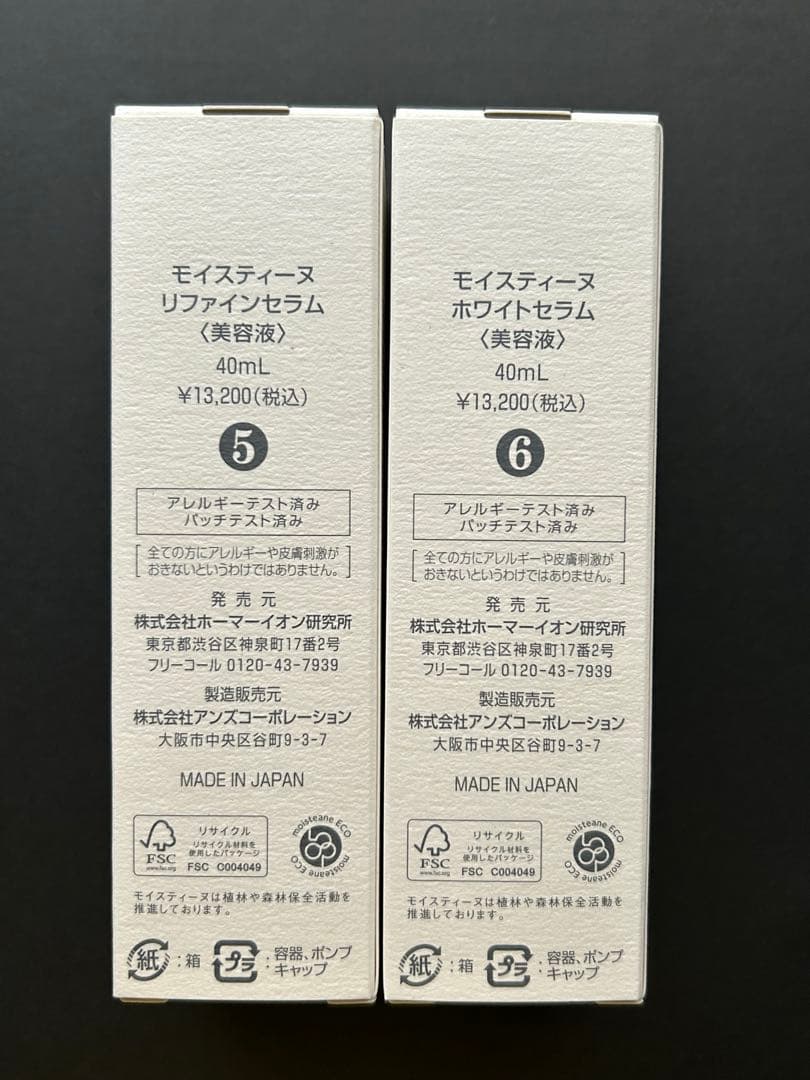 モイスティーヌ
リファインセラム
〈美容液〉
40mL
¥13,200(税込)
5
アレルギーテスト済み
パッチテスト済み
全ての方にアレルギーや皮膚刺激が
おきないというわけではありません。
発売元
株式会社ホーマーイオン研究所
東京都渋谷区神泉町17番2号
フリーコール 0120-43-7939
製造販売元
株式会社アンズコーポレーション
大阪市中央区谷町9-3-7
MADE IN JAPAN
FSC
www.fsc.org
リサイクル
リサイクル材料を
使用したパッケージ
FSC C004049
moisteane ECO
moisteane ECO
モイスティーヌは植林や森林保全活動を
推進しております。
紙
:箱
プラ
:容器、ポンプ
キャップ
モイスティーヌ
ホワイトセラム
〈美容液〉
40mL
¥13,200(税込)
6
アレルギーテスト済み
パッチテスト済み
全ての方にアレルギーや皮膚刺激が
おきないというわけではありません。
発売元
株式会社ホーマーイオン研究所
東京都渋谷区神泉町17番2号
フリーコール 0120-43-7939
製造販売元
株式会社アンズコーポレーション
大阪市中央区谷町9-3-7
MADE IN JAPAN
FSC
www.fsc.org
リサイクル
リサイクル材料を
使用したパッケージ
FSC C004049
moisteane ECO
moisteane ECO
モイスティーヌは植林や森林保全活動を
推進しております。
紙
:箱
プラ
:容器、ポンプ
キャップ